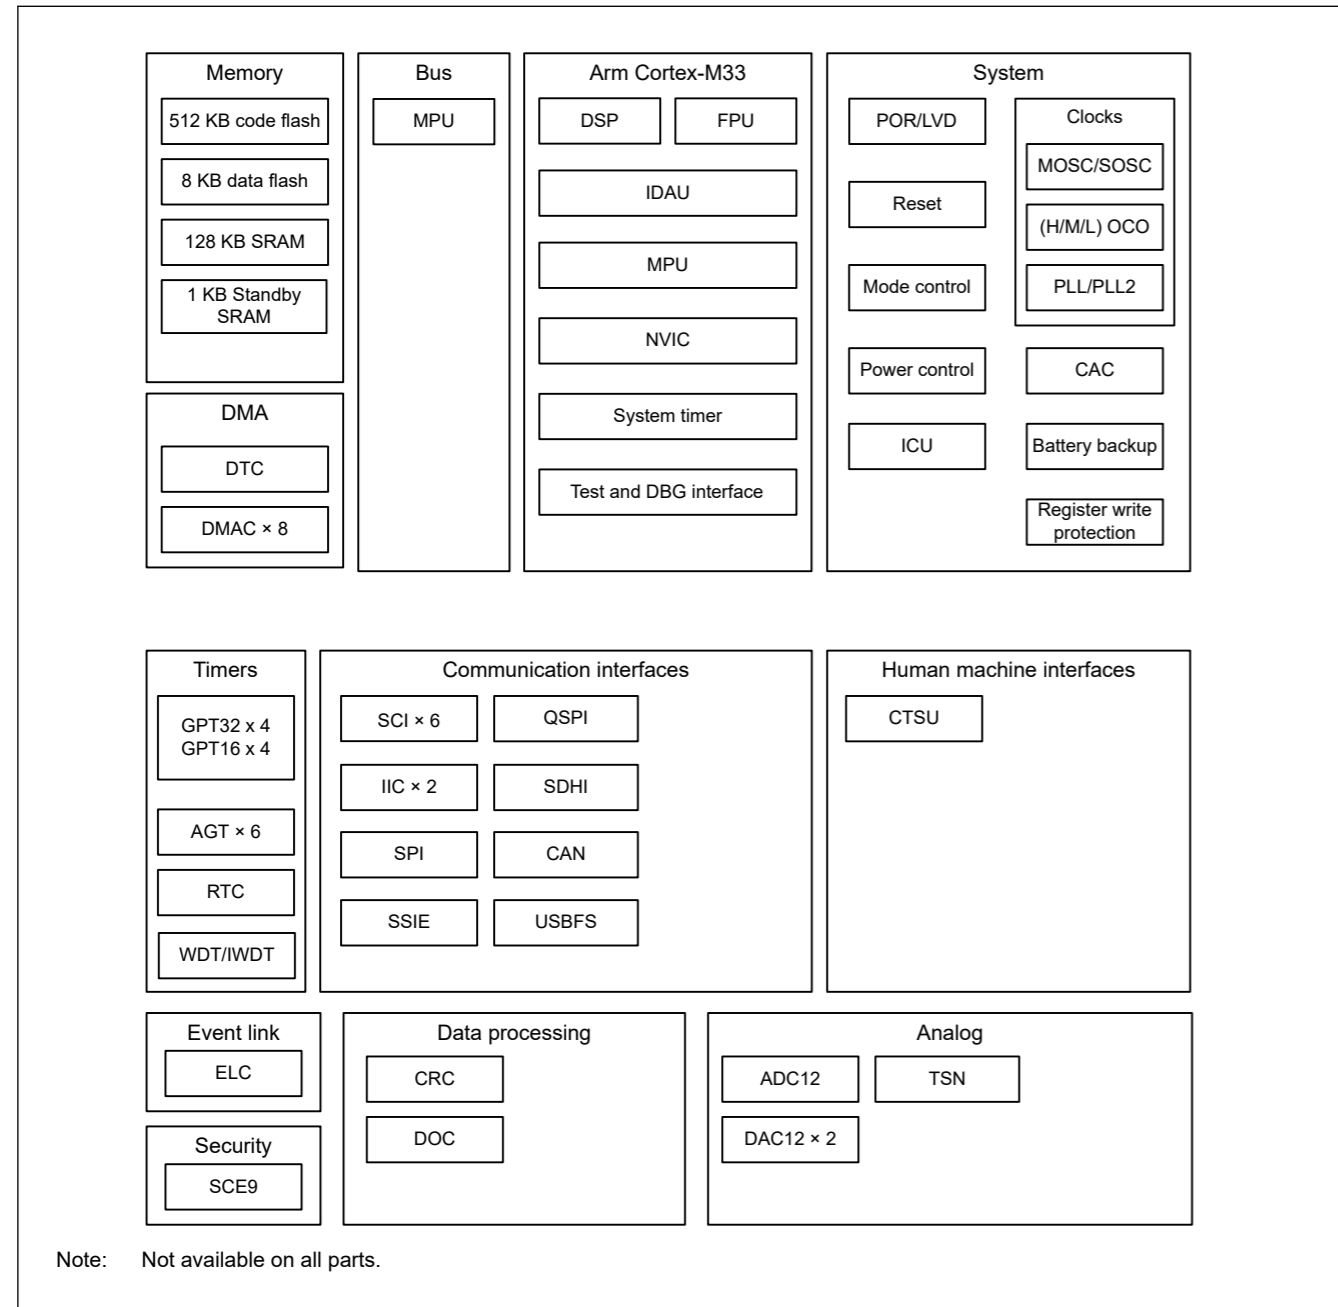 Memory
512 KB code flash
8 KB data flash
128 KB SRAM
1 KB Standby
SRAM
DMA
DTC
DMAC × 8
Bus
MPU
Arm Cortex-M33
DSP
FPU
IDAU
MPU
NVIC
System timer
Test and DBG interface
System
POR/LVD
Reset
Mode control
Power control
ICU
Clocks
MOSC/SOSC
(H/M/L) OCO
PLL/PLL2
CAC
Battery backup
Register write
protection
Timers
GPT32 x 4
GPT16 x 4
AGT × 6
RTC
WDT/IWDT
Communication interfaces
SCI × 6
QSPI
IIC × 2
SDHI
SPI
CAN
SSIE
USBFS
Human machine interfaces
CTSU
Event link
ELC
Security
SCE9
Data processing
CRC
DOC
Analog
ADC12
TSN
DAC12 × 2
Note: Not available on all parts.